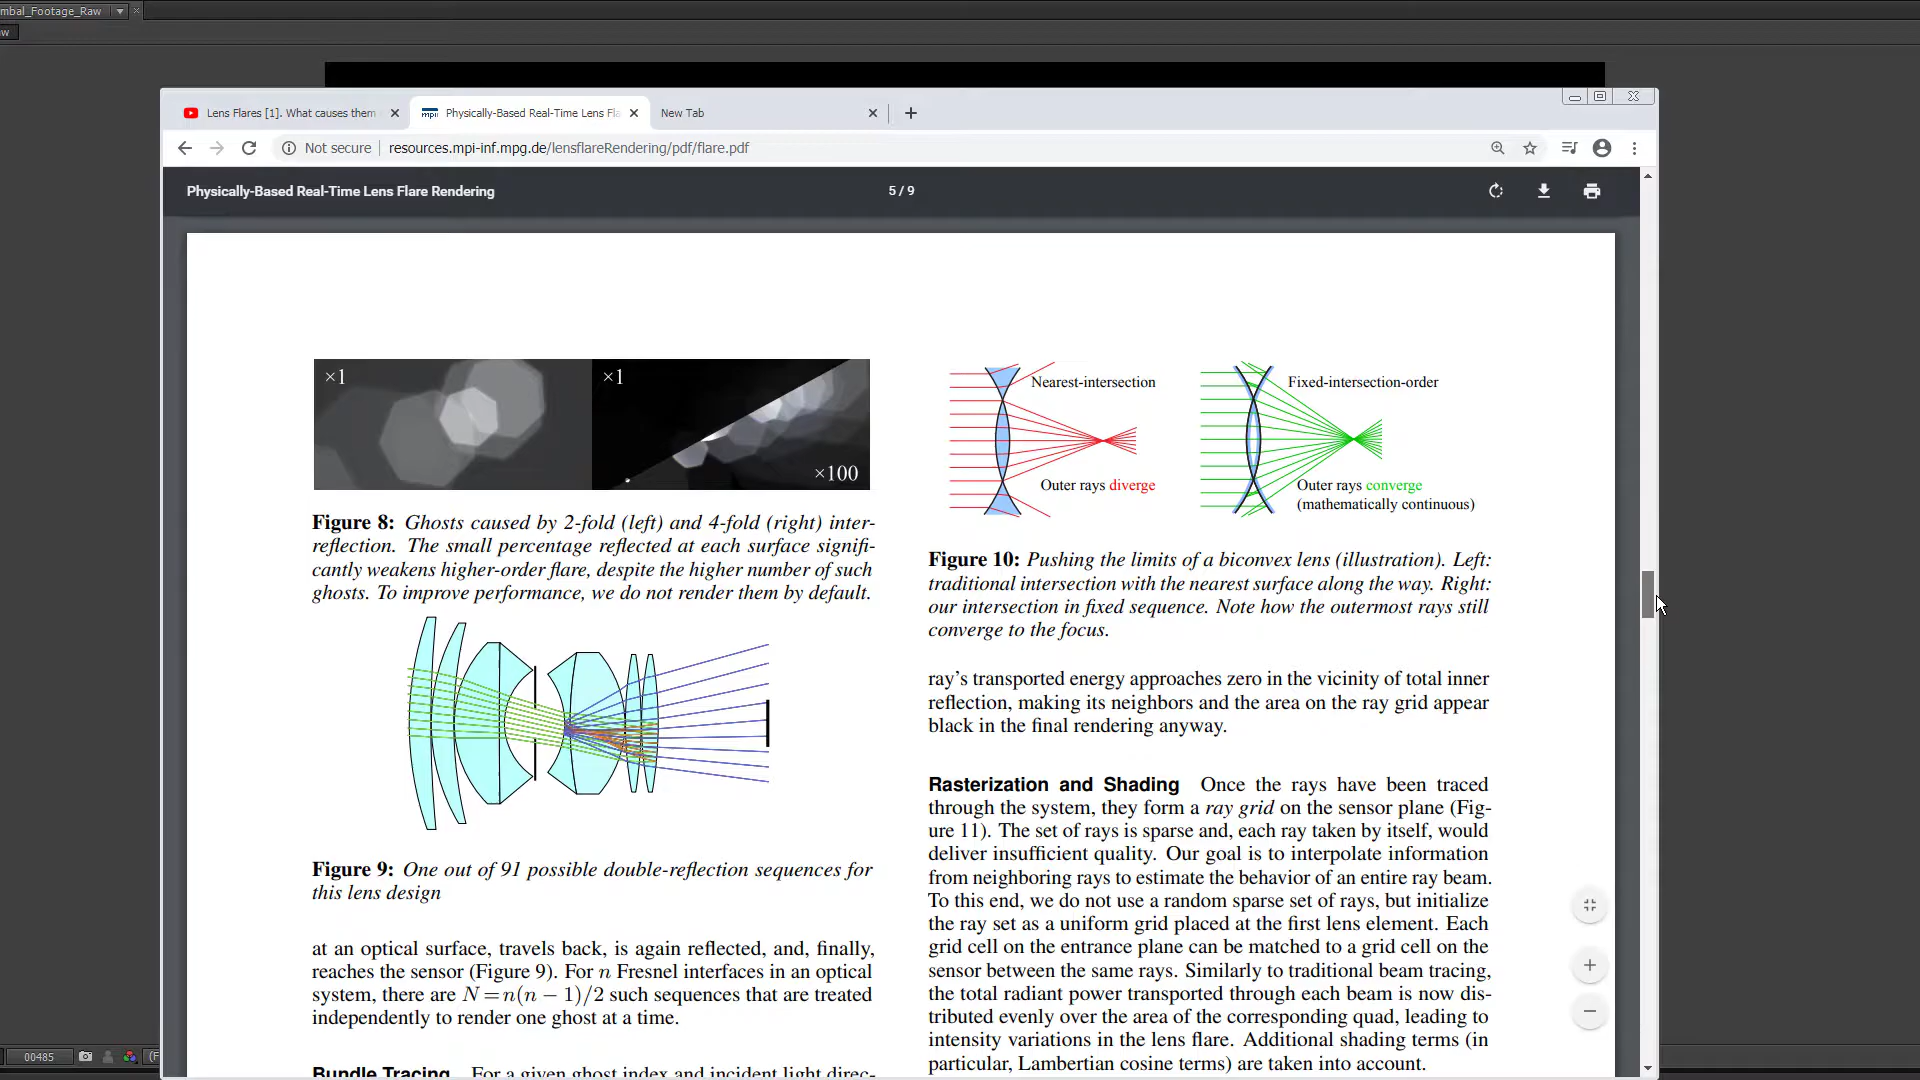 mbal_Footage_Raw
Lens Flares [1]. What causes them
Physically-Based Real-Time Lens Fla
New Tab
Not secure
resources.mpi-inf.mpg.de/lensflareRendering/pdf/flare.pdf
Physically-Based Real-Time Lens Flare Rendering
5 / 9
×1
×1
×100
Figure 8: Ghosts caused by 2-fold (left) and 4-fold (right) inter-
reflection. The small percentage reflected at each surface signifi-
cantly weakens higher-order flare, despite the higher number of such
ghosts. To improve performance, we do not render them by default.
Figure 9: One out of 91 possible double-reflection sequences for
this lens design
at an optical surface, travels back, is again reflected, and, finally,
reaches the sensor (Figure 9). For n Fresnel interfaces in an optical
system, there are N = n(n − 1)/2 such sequences that are treated
independently to render one ghost at a time.
Bundle Tracing For a given ghost index and incident light direc-
Nearest-intersection
Outer rays diverge
Fixed-intersection-order
Outer rays converge
(mathematically continuous)
Figure 10: Pushing the limits of a biconvex lens (illustration). Left:
traditional intersection with the nearest surface along the way. Right:
our intersection in fixed sequence. Note how the outermost rays still
converge to the focus.
ray's transported energy approaches zero in the vicinity of total inner
reflection, making its neighbors and the area on the ray grid appear
black in the final rendering anyway.
Rasterization and Shading Once the rays have been traced
through the system, they form a ray grid on the sensor plane (Fig-
ure 11). The set of rays is sparse and, each ray taken by itself, would
deliver insufficient quality. Our goal is to interpolate information
from neighboring rays to estimate the behavior of an entire ray beam.
To this end, we do not use a random sparse set of rays, but initialize
the ray set as a uniform grid placed at the first lens element. Each
grid cell on the entrance plane can be matched to a grid cell on the
sensor between the same rays. Similarly to traditional beam tracing,
the total radiant power transported through each beam is now dis-
tributed evenly over the area of the corresponding quad, leading to
intensity variations in the lens flare. Additional shading terms (in
particular, Lambertian cosine terms) are taken into account.
00485